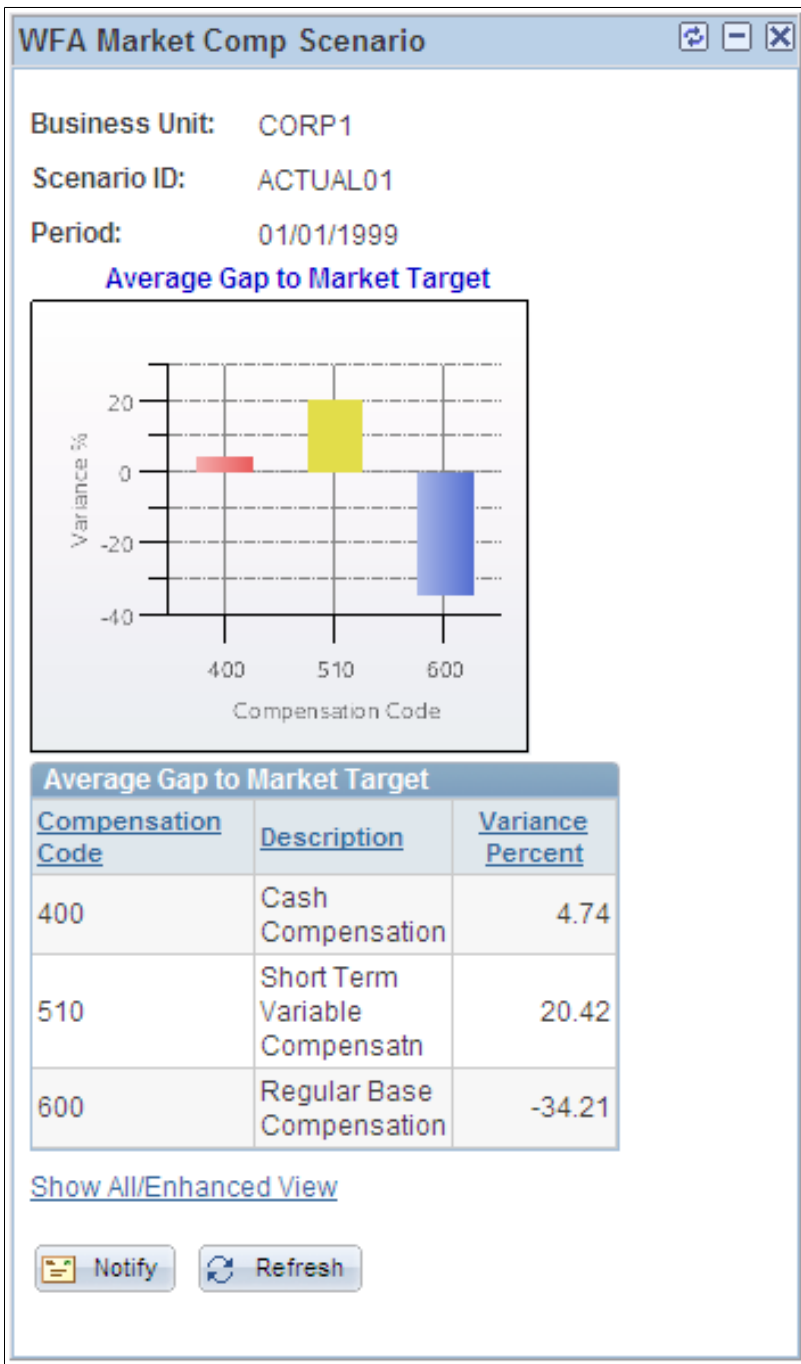 WFA Market Comp Scenario
Business Unit: CORP1
Scenario ID: ACTUAL01
Period: 01/01/1999
Average Gap to Market Target
20
0
-20
-40
Variance %
400 510 600
Compensation Code
Average Gap to Market Target
Compensation
Code
Description
Variance
Percent
400
Cash
Compensation
4.74
510
Short Term
Variable
Compensatn
20.42
600
Regular Base
Compensation
-34.21
Show All/Enhanced View
Notify Refresh